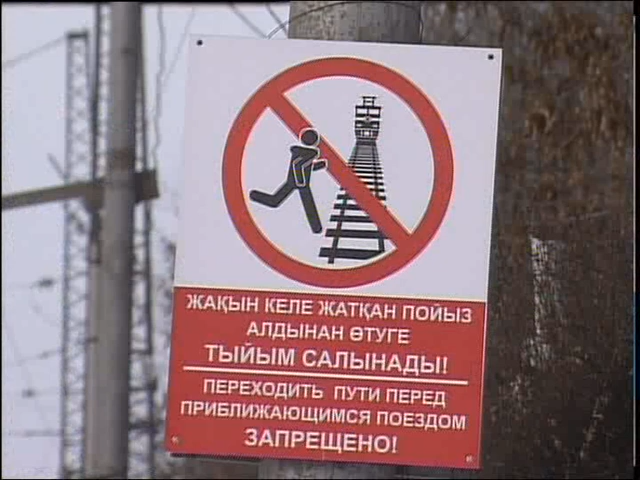 ЖАҚЫН КЕЛЕ ЖАТҚАН ПОЙЫЗ
АЛДЫНАН ӨТУГЕ
ТЫЙЫМ САЛЫНАДЫ!
ПЕРЕХОДИТЬ ПУТИ ПЕРЕД
ПРИБЛИЖАЮЩИМСЯ ПОЕЗДОМ
ЗАПРЕЩЕНО!